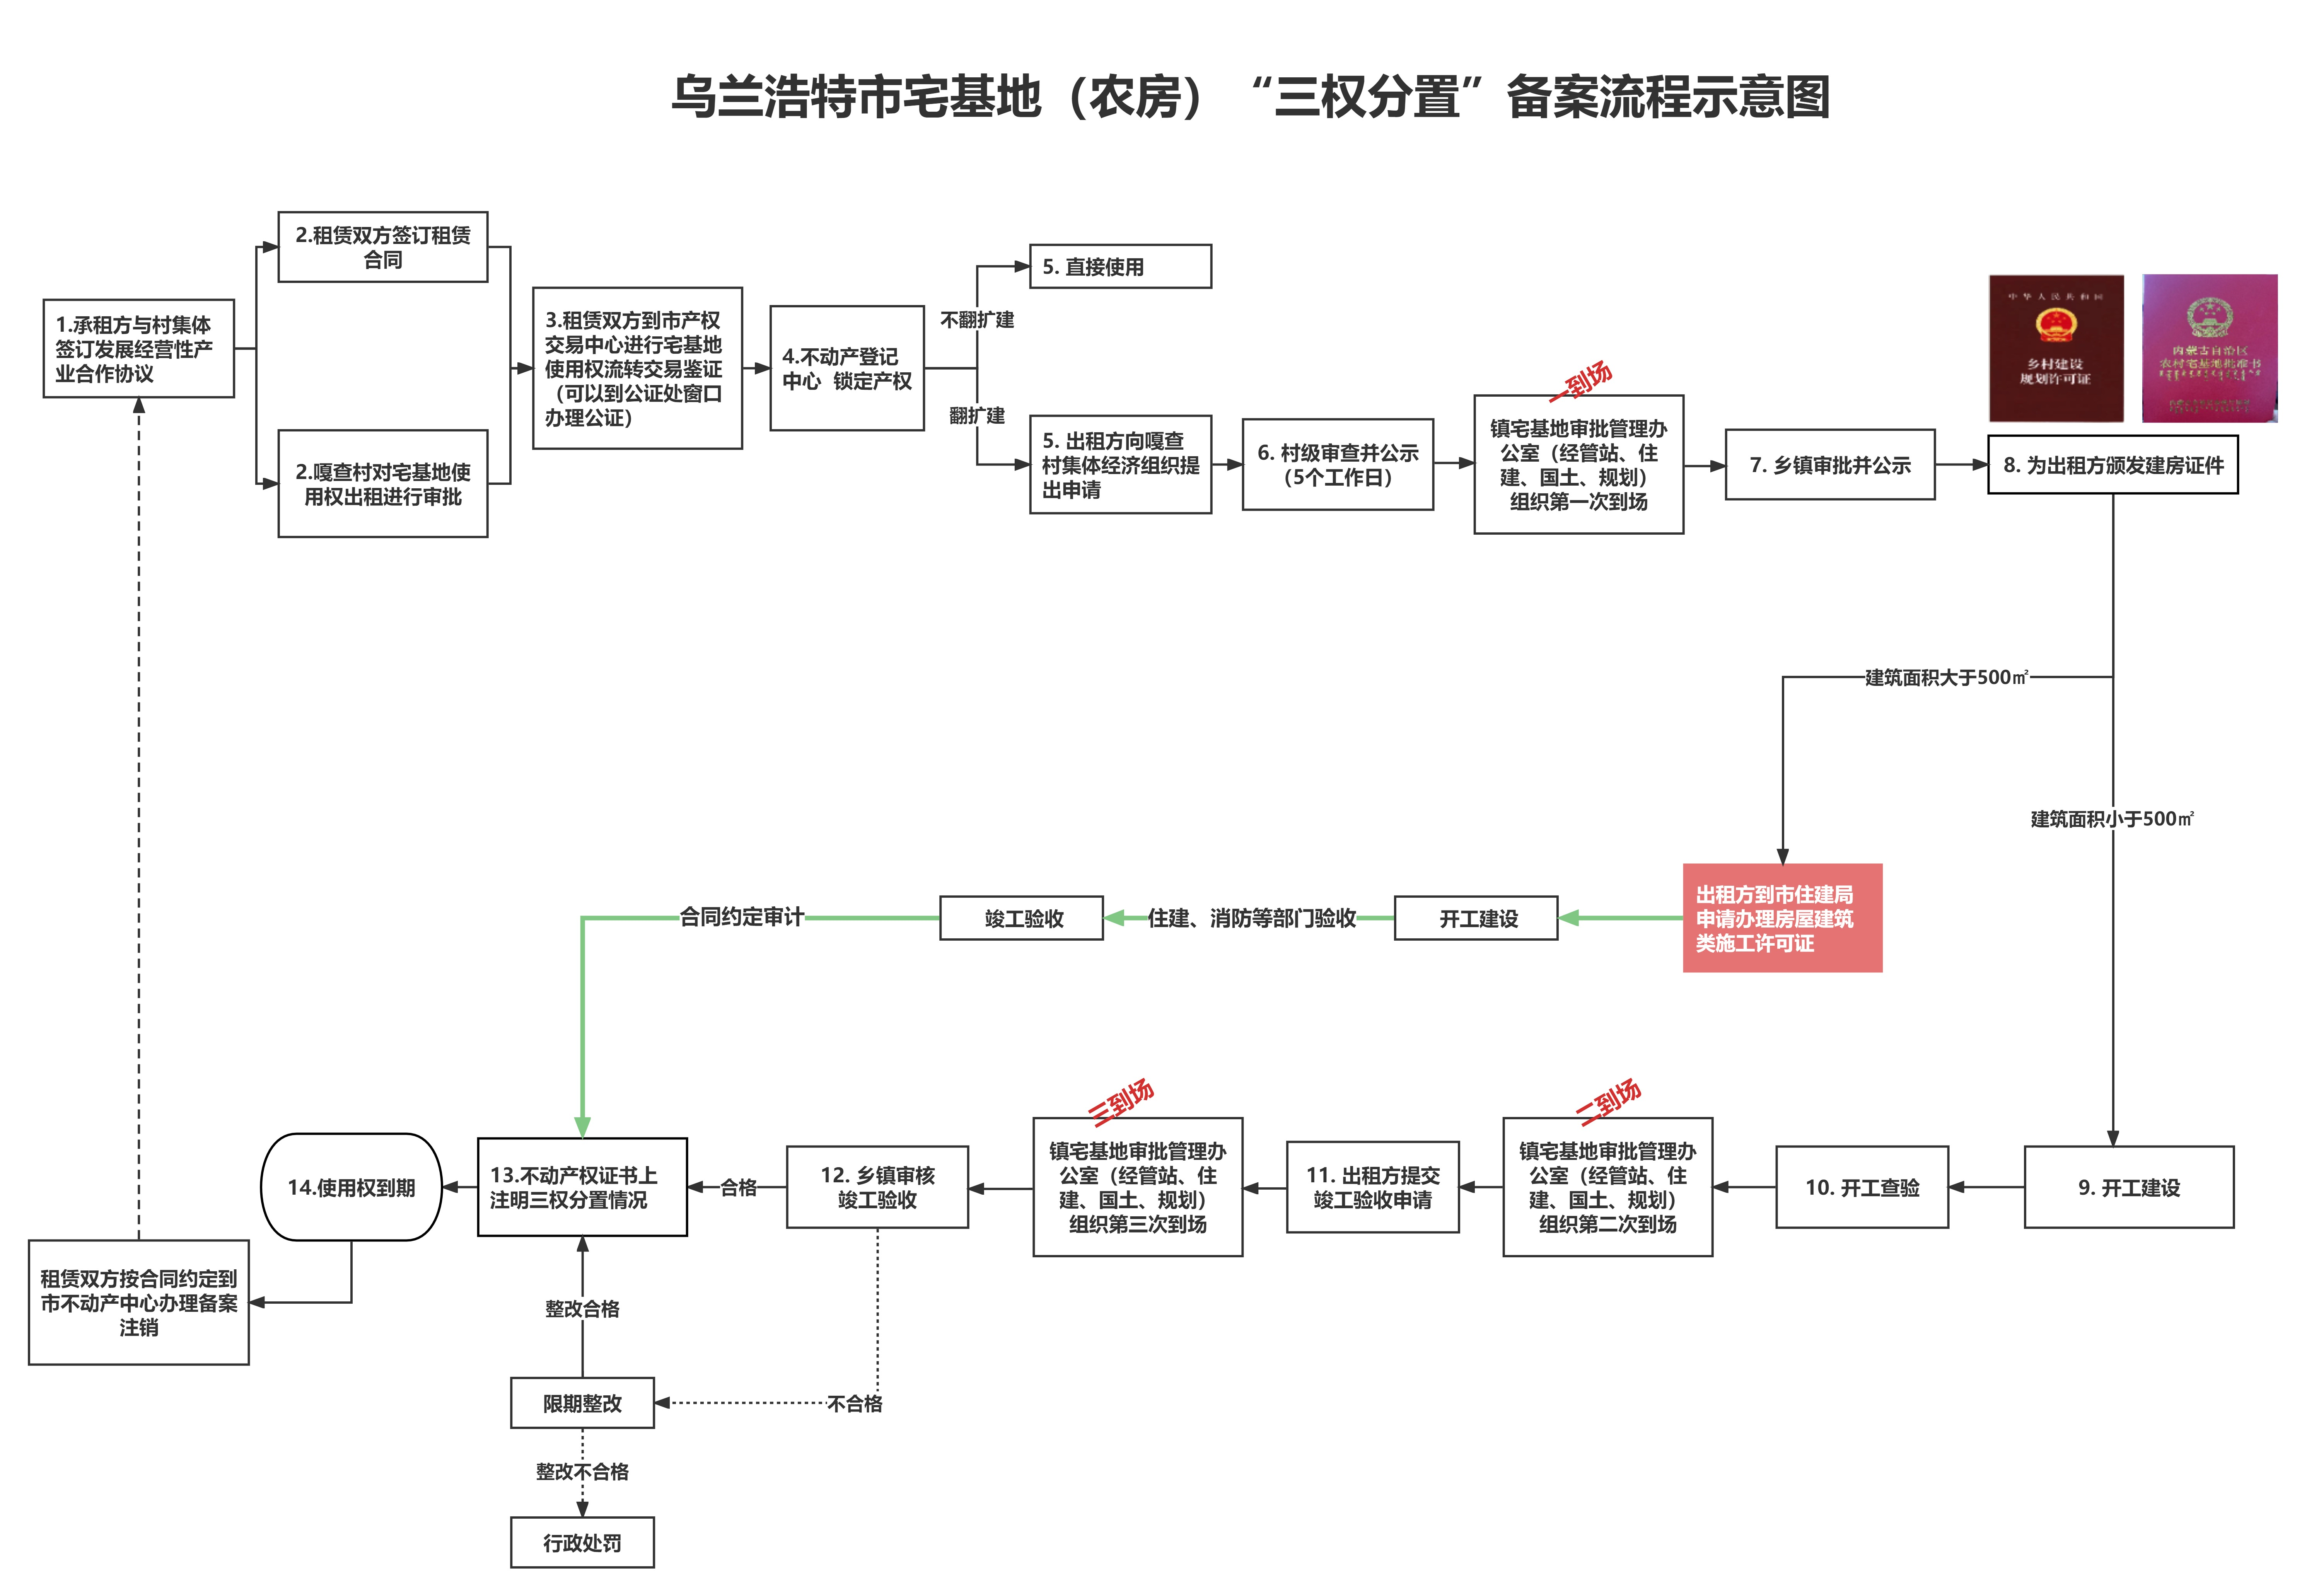 乌兰浩特市宅基地（农房）“三权分置”备案流程示意图
1.承租方与村集体
签订发展经营性产
业合作协议
2.租赁双方签订租赁
合同
2.嘎查村对宅基地使
用权出租进行审批
3.租赁双方到市产权
交易中心进行宅基地
使用权流转交易鉴证
（可以到公证处窗口
办理公证）
4.不动产登记
中心 锁定产权
不翻扩建
5. 直接使用
翻扩建
5. 出租方向嘎查
村集体经济组织提
出申请
6. 村级审查并公示
（5个工作日）
一到场
镇宅基地审批管理办
公室（经管站、住
建、国土、规划）
组织第一次到场
7. 乡镇审批并公示
中华人民共和国
乡村建设
规划许可证
内蒙古自治区
农村宅基地批准书
8. 为出租方颁发建房证件
建筑面积大于500㎡
建筑面积小于500㎡
出租方到市住建局
申请办理房屋建筑
类施工许可证
开工建设
住建、消防等部门验收
竣工验收
合同约定审计
9. 开工建设
10. 开工查验
二到场
镇宅基地审批管理办
公室（经管站、住
建、国土、规划）
组织第二次到场
11. 出租方提交
竣工验收申请
三到场
镇宅基地审批管理办
公室（经管站、住
建、国土、规划）
组织第三次到场
12. 乡镇审核
竣工验收
合格
13.不动产权证书上
注明三权分置情况
14.使用权到期
租赁双方按合同约定到
市不动产中心办理备案
注销
不合格
限期整改
整改合格
整改不合格
行政处罚